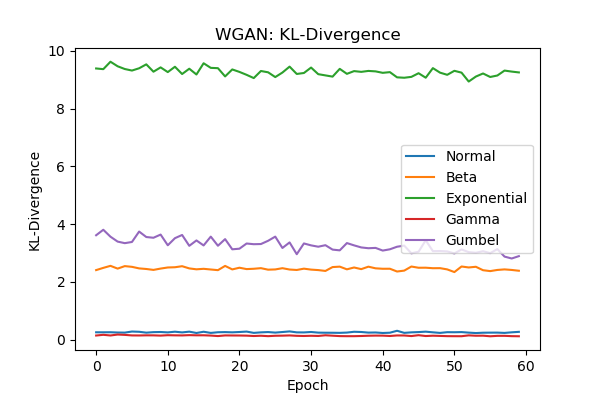 WGAN: KL-Divergence
KL-Divergence
10
8
6
4
2
0
Normal
Beta
Exponential
Gamma
Gumbel
0 10 20 30 40 50 60
Epoch